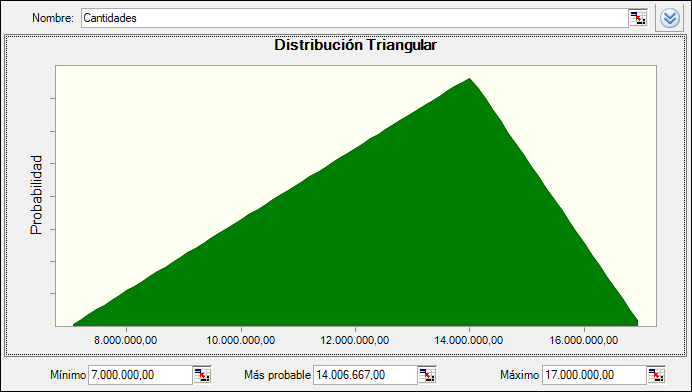 Nombre: Cantidades
Distribución Triangular
Probabilidad
8.000.000,00 10.000.000,00 12.000.000,00 14.000.000,00 16.000.000,00
Mínimo 7.000.000,00 Más probable 14.006.667,00 Máximo 17.000.000,00